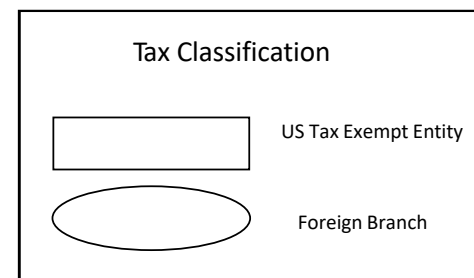 Tax Classification
US Tax Exempt Entity
Foreign Branch